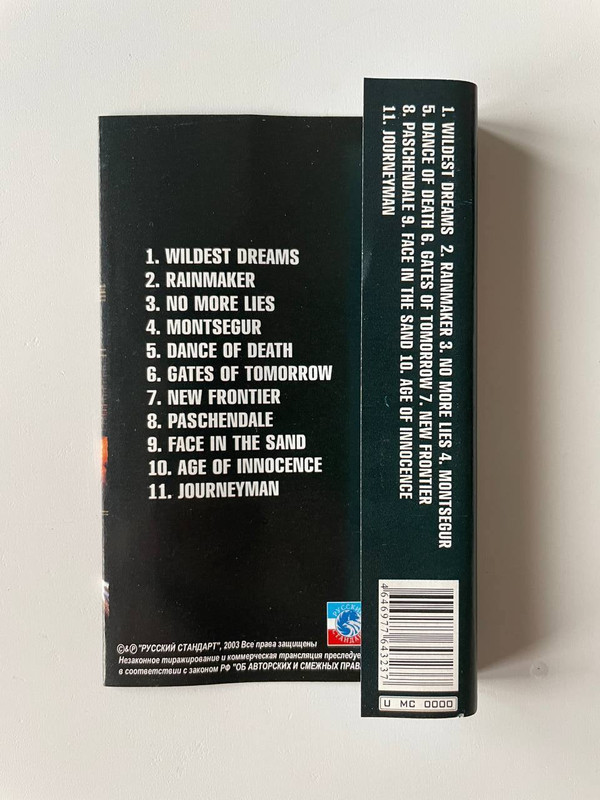 1. WILDEST DREAMS
2. RAINMAKER
3. NO MORE LIES
4. MONTSEGUR
5. DANCE OF DEATH
6. GATES OF TOMORROW
7. NEW FRONTIER
8. PASCHENDALE
9. FACE IN THE SAND
10. AGE OF INNOCENCE
11. JOURNEYMAN
РУССКИЙ
СТАНДАРТ
©&℗ "РУССКИЙ СТАНДАРТ", 2003 Все права защищены
Незаконное тиражирование и коммерческая трансляция преследуе
в соответствии с законом РФ "ОБ АВТОРСКИХ И СМЕЖНЫХ ПРАВ
1. WILDEST DREAMS 2. RAINMAKER 3. NO MORE LIES 4. MONTSEGUR
5. DANCE OF DEATH 6. GATES OF TOMORROW 7. NEW FRONTIER
8. PASCHENDALE 9. FACE IN THE SAND 10. AGE OF INNOCENCE
11. JOURNEYMAN
4646977643237
U MC 0000